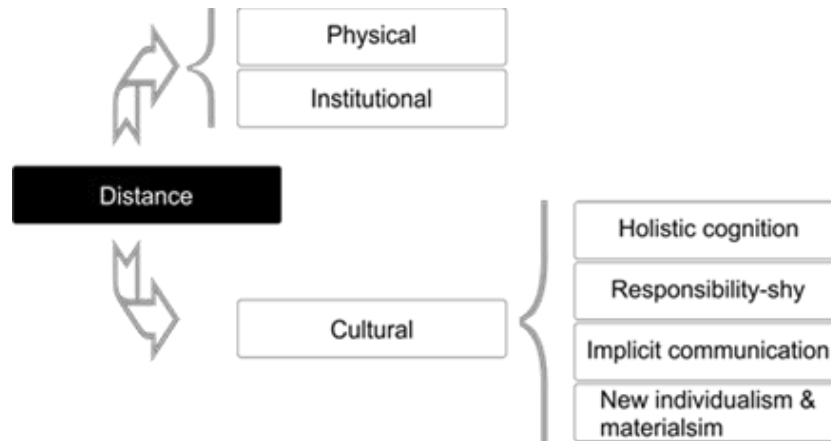 Physical
Institutional
Distance
Cultural
Holistic cognition
Responsibility-shy
Implicit communication
New individualism &
materialsim